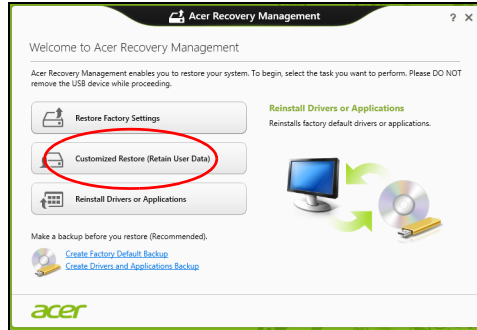 Acer Recovery Management
? ×
Welcome to Acer Recovery Management
Acer Recovery Management enables you to restore your system. To begin, select the task you want to perform. Please DO NOT
remove the USB device while proceeding.
Restore Factory Settings
Customized Restore (Retain User Data)
Reinstall Drivers or Applications
Reinstall Drivers or Applications
Reinstalls factory default drivers or applications.
Make a backup before you restore (Recommended).
Create Factory Default Backup
Create Drivers and Applications Backup
acer